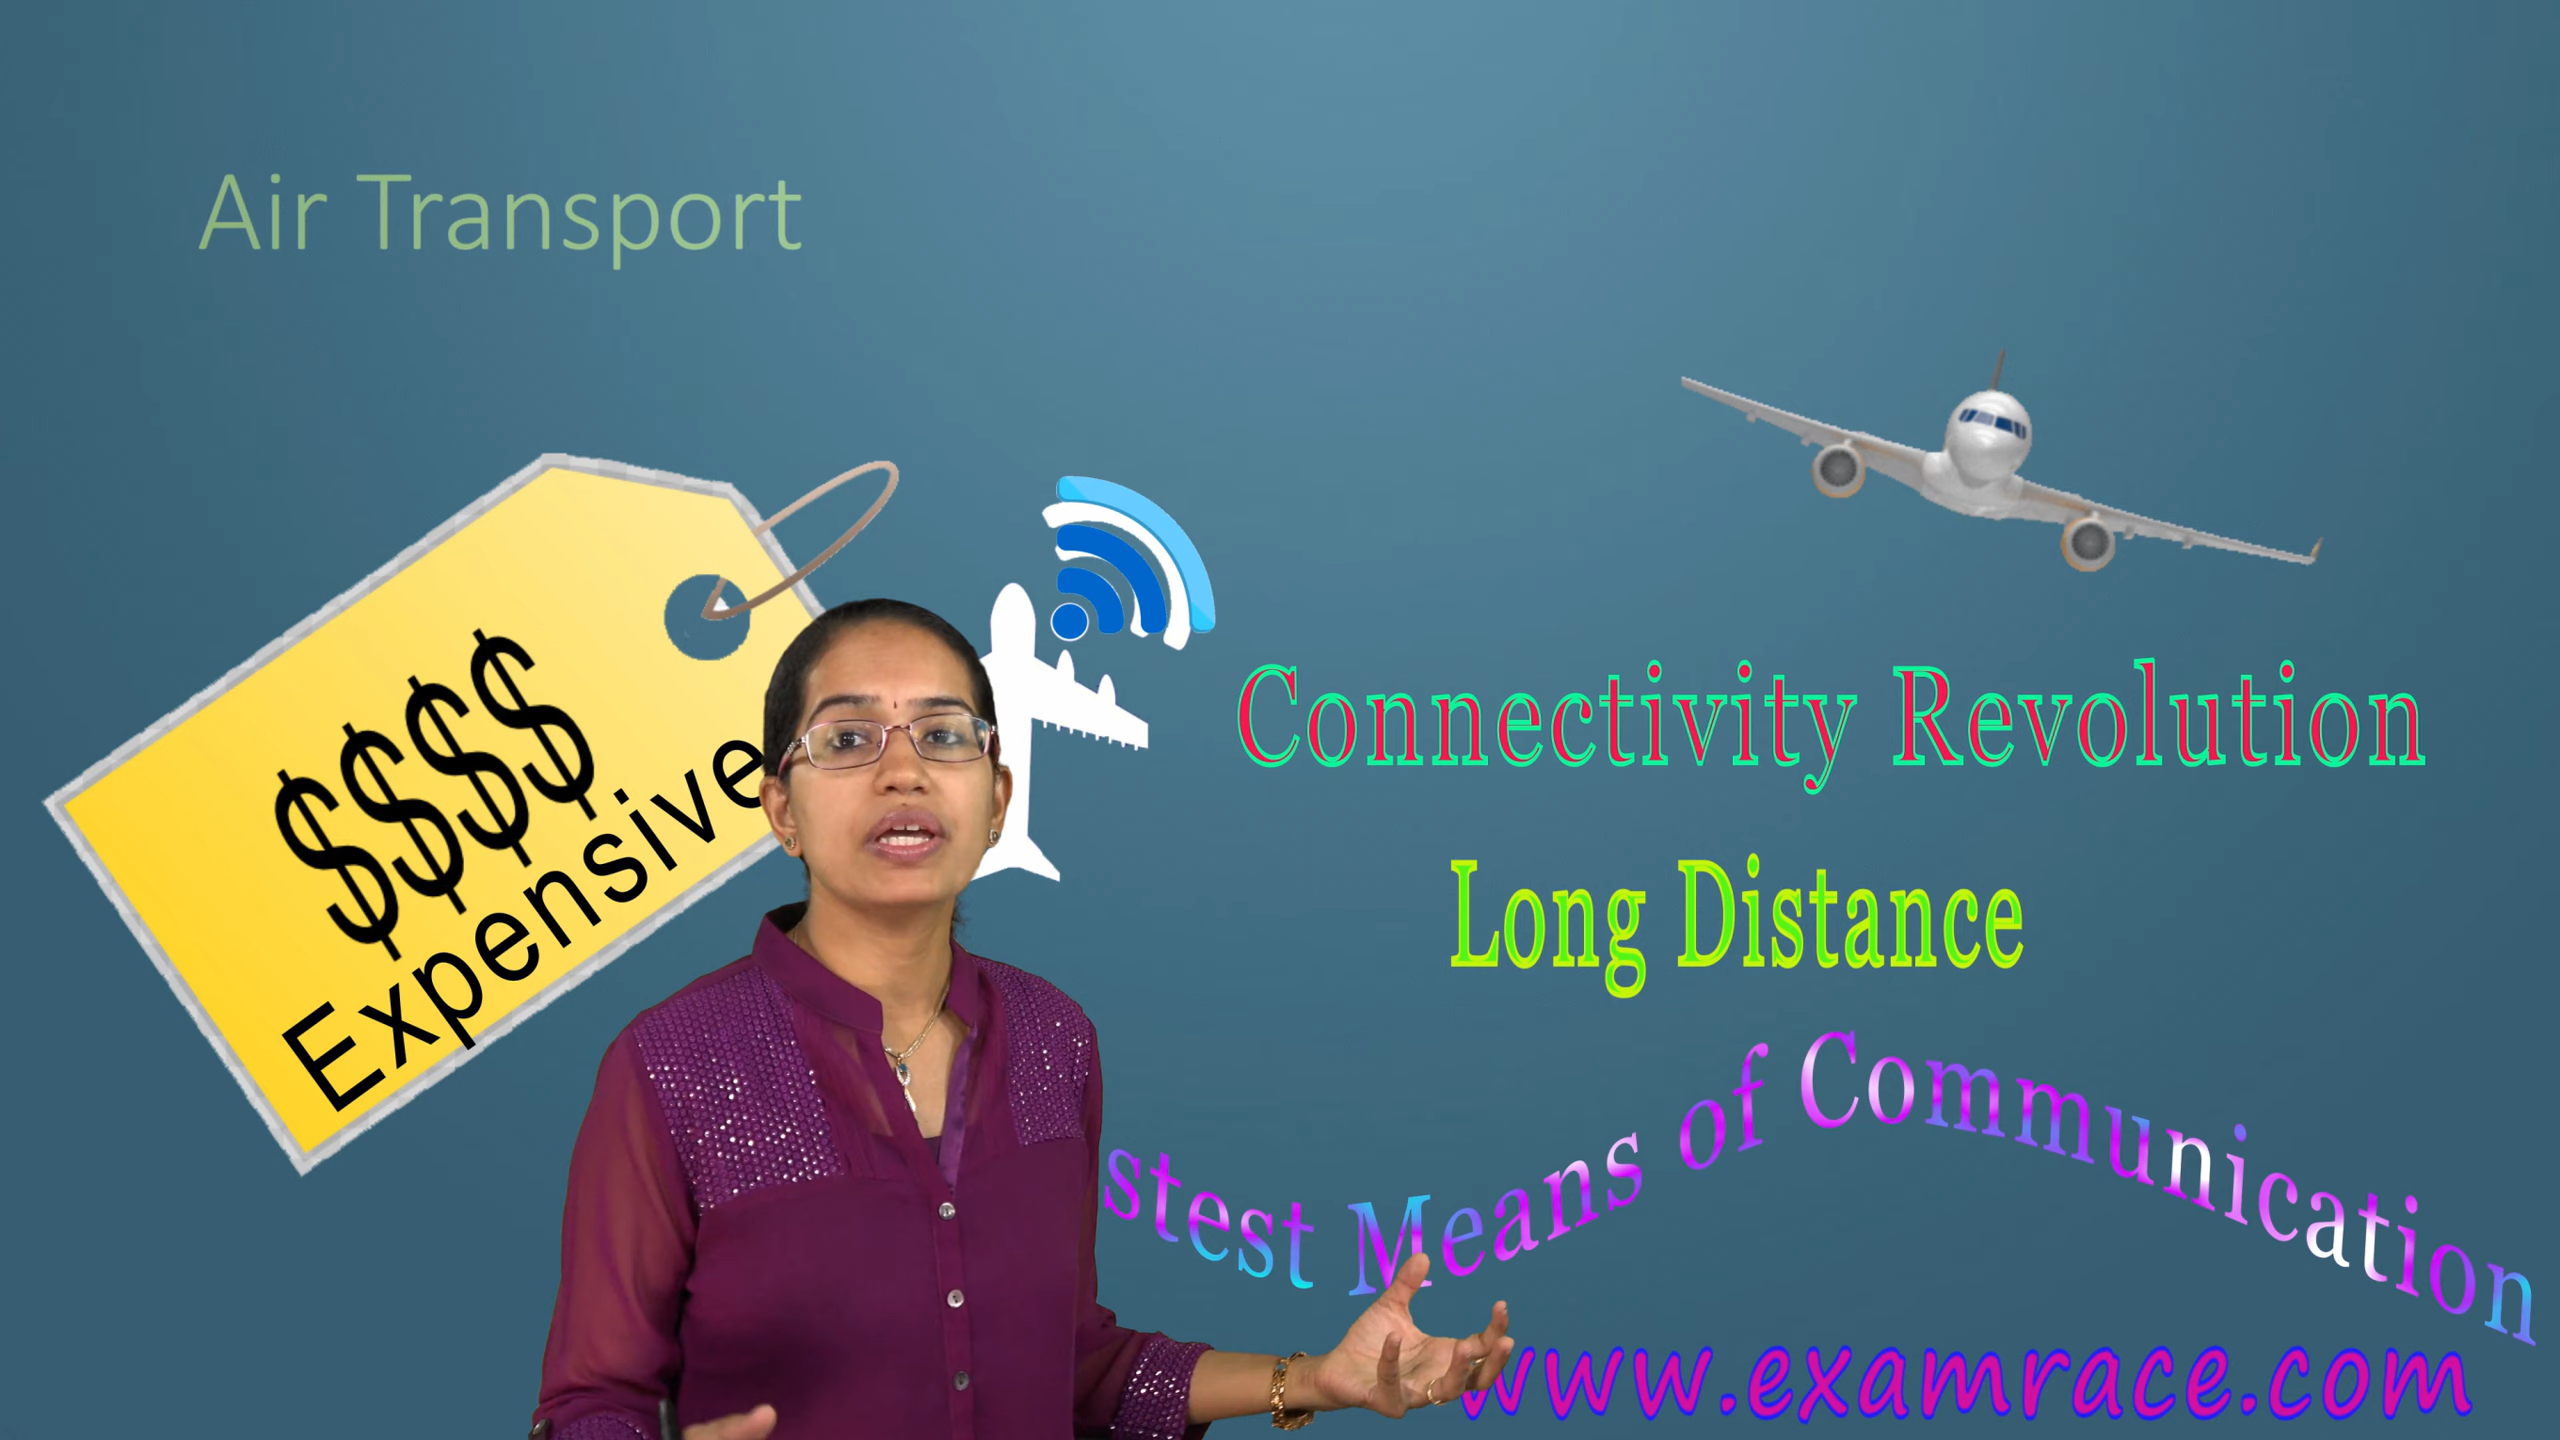 Air Transport
$$$$
Expensive
Connectivity Revolution
Long Distance
stest Means of Communication
www.examrace.com